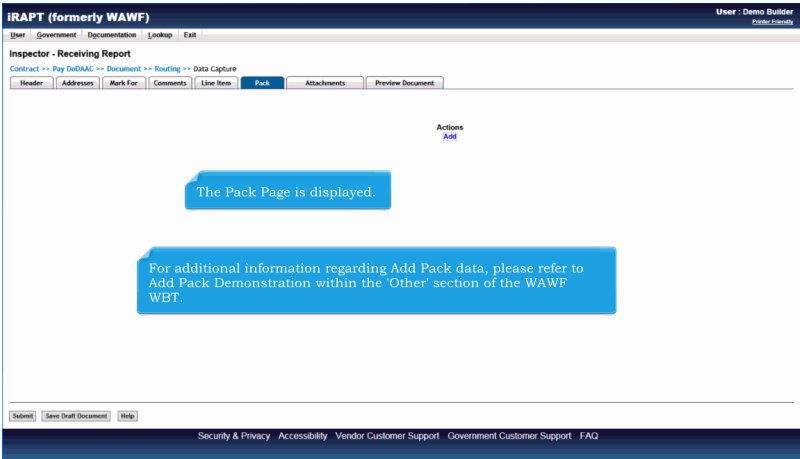 iRAPT (formerly WAWF)
User : Demo Builder
Printer Friendly
User Government Documentation Lookup Exit
Inspector - Receiving Report
Contract >> Pay DoDAAC >> Document >> Routing >> Data Capture
Header Addresses Mark For Comments Line Item Pack Attachments Preview Document
Actions
Add
The Pack Page is displayed.
For additional information regarding Add Pack data, please refer to
Add Pack Demonstration within the 'Other' section of the WAWF
WBT.
Submit Save Draft Document Help
Security & Privacy Accessibility Vendor Customer Support Government Customer Support FAQ